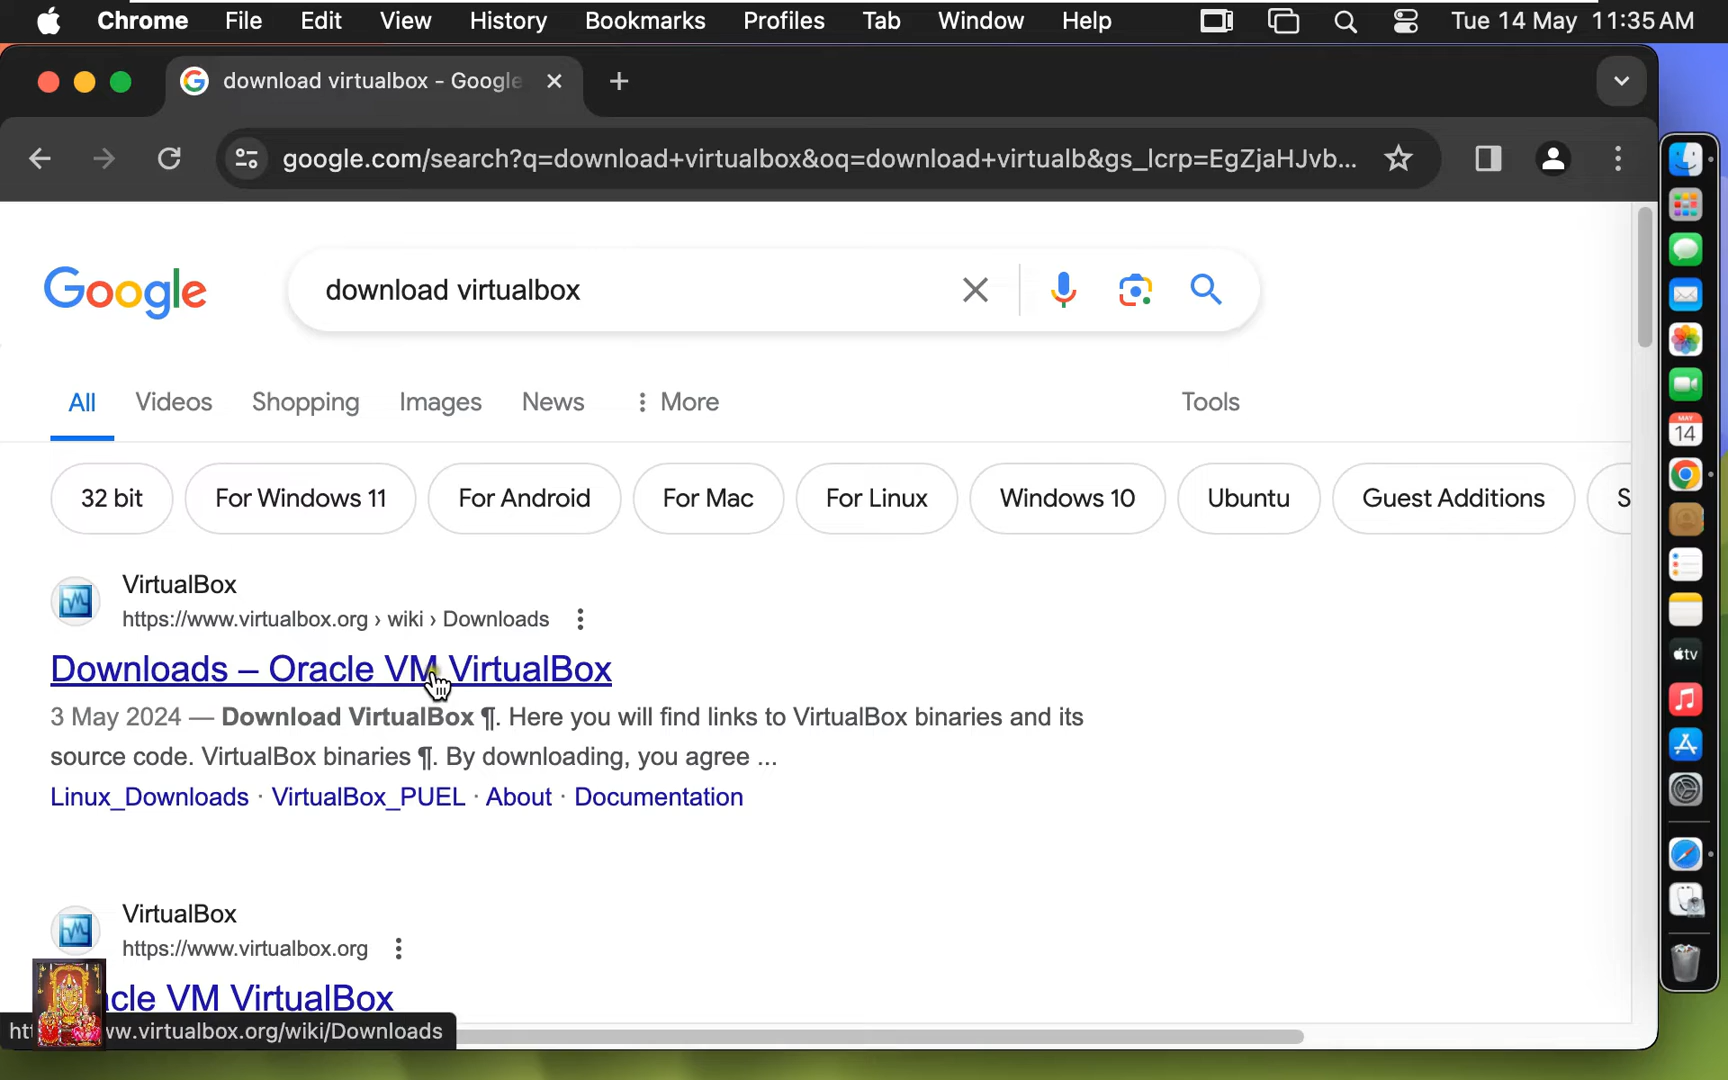 Chrome File Edit View History Bookmarks Profiles Tab Window Help Tue 14 May 11:35 AM
download virtualbox - Google
google.com/search?q=download+virtualbox&oq=download+virtualb&gs_lcrp=EgZjaHJvb...
Google download virtualbox
All Videos Shopping Images News More Tools
32 bit For Windows 11 For Android For Mac For Linux Windows 10 Ubuntu Guest Additions S
VirtualBox
https://www.virtualbox.org › wiki › Downloads
Downloads – Oracle VM VirtualBox
3 May 2024 — Download VirtualBox ¶. Here you will find links to VirtualBox binaries and its
source code. VirtualBox binaries ¶. By downloading, you agree ...
Linux_Downloads · VirtualBox_PUEL · About · Documentation
VirtualBox
https://www.virtualbox.org
acle VM VirtualBox
ht ww.virtualbox.org/wiki/Downloads
MAY
14
tv